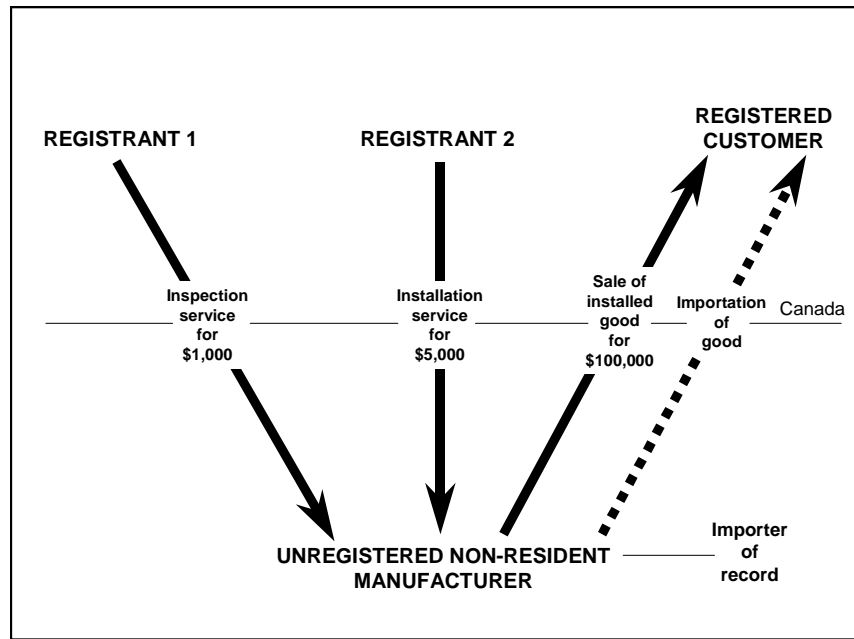 REGISTRANT 1
REGISTRANT 2
REGISTERED
CUSTOMER
Inspection
service
for
$1,000
Installation
service
for
$5,000
Sale of
installed
good
for
$100,000
Importation
of
good
Canada
UNREGISTERED NON-RESIDENT
MANUFACTURER
Importer
of
record